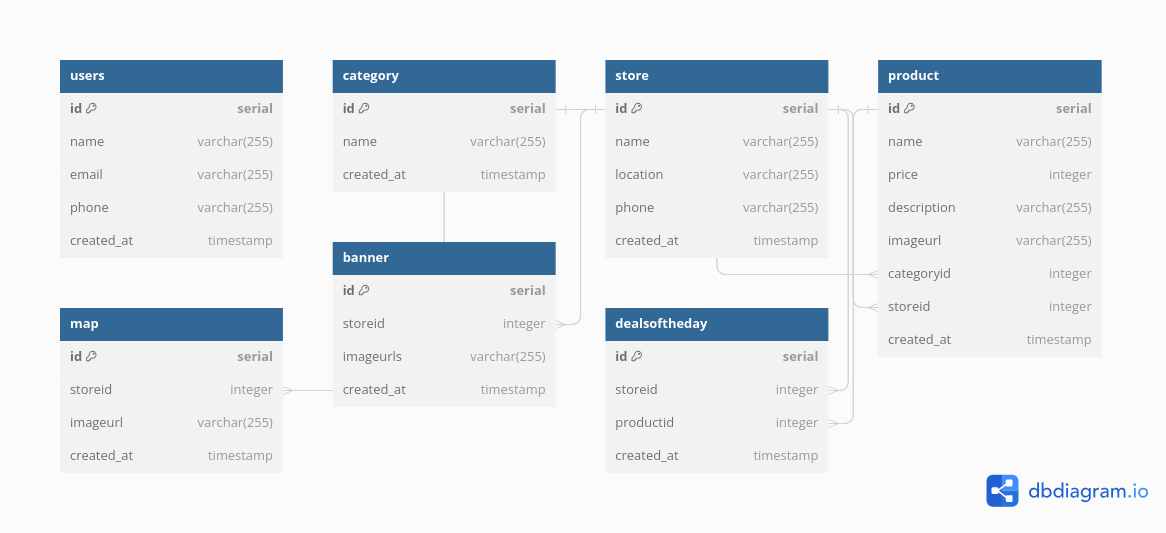 users
id serial
name varchar(255)
email varchar(255)
phone varchar(255)
created_at timestamp
category
id serial
name varchar(255)
created_at timestamp
store
id serial
name varchar(255)
location varchar(255)
phone varchar(255)
created_at timestamp
product
id serial
name varchar(255)
price integer
description varchar(255)
imageurl varchar(255)
categoryid integer
storeid integer
created_at timestamp
banner
id serial
storeid integer
imageurls varchar(255)
created_at timestamp
map
id serial
storeid integer
imageurl varchar(255)
created_at timestamp
dealsoftheday
id serial
storeid integer
productid integer
created_at timestamp
dbdiagram.io